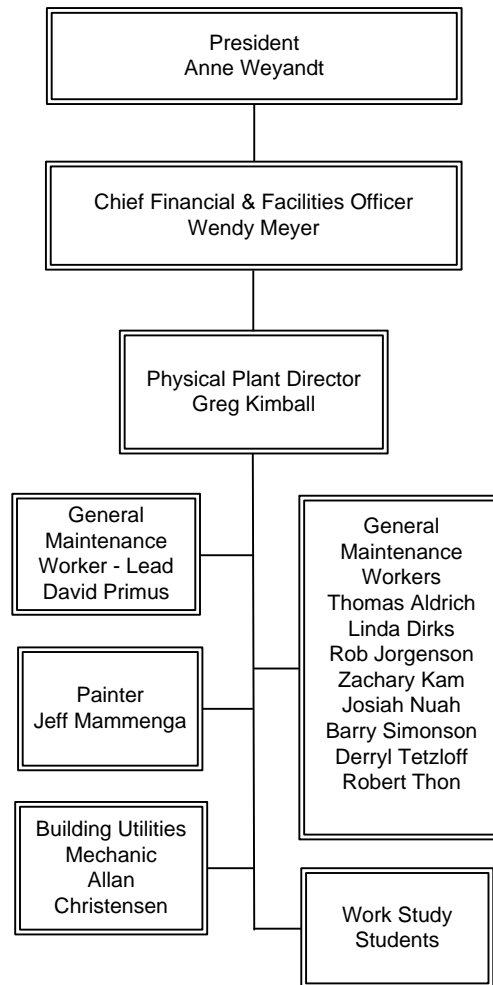 President
Anne Weyandt
Chief Financial & Facilities Officer
Wendy Meyer
Physical Plant Director
Greg Kimball
General
Maintenance
Worker - Lead
David Primus
General
Maintenance
Workers
Thomas Aldrich
Linda Dirks
Rob Jorgenson
Zachary Kam
Josiah Nuah
Barry Simonson
Derryl Tetzloff
Robert Thon
Painter
Jeff Mammenga
Building Utilities
Mechanic
Allan
Christensen
Work Study
Students